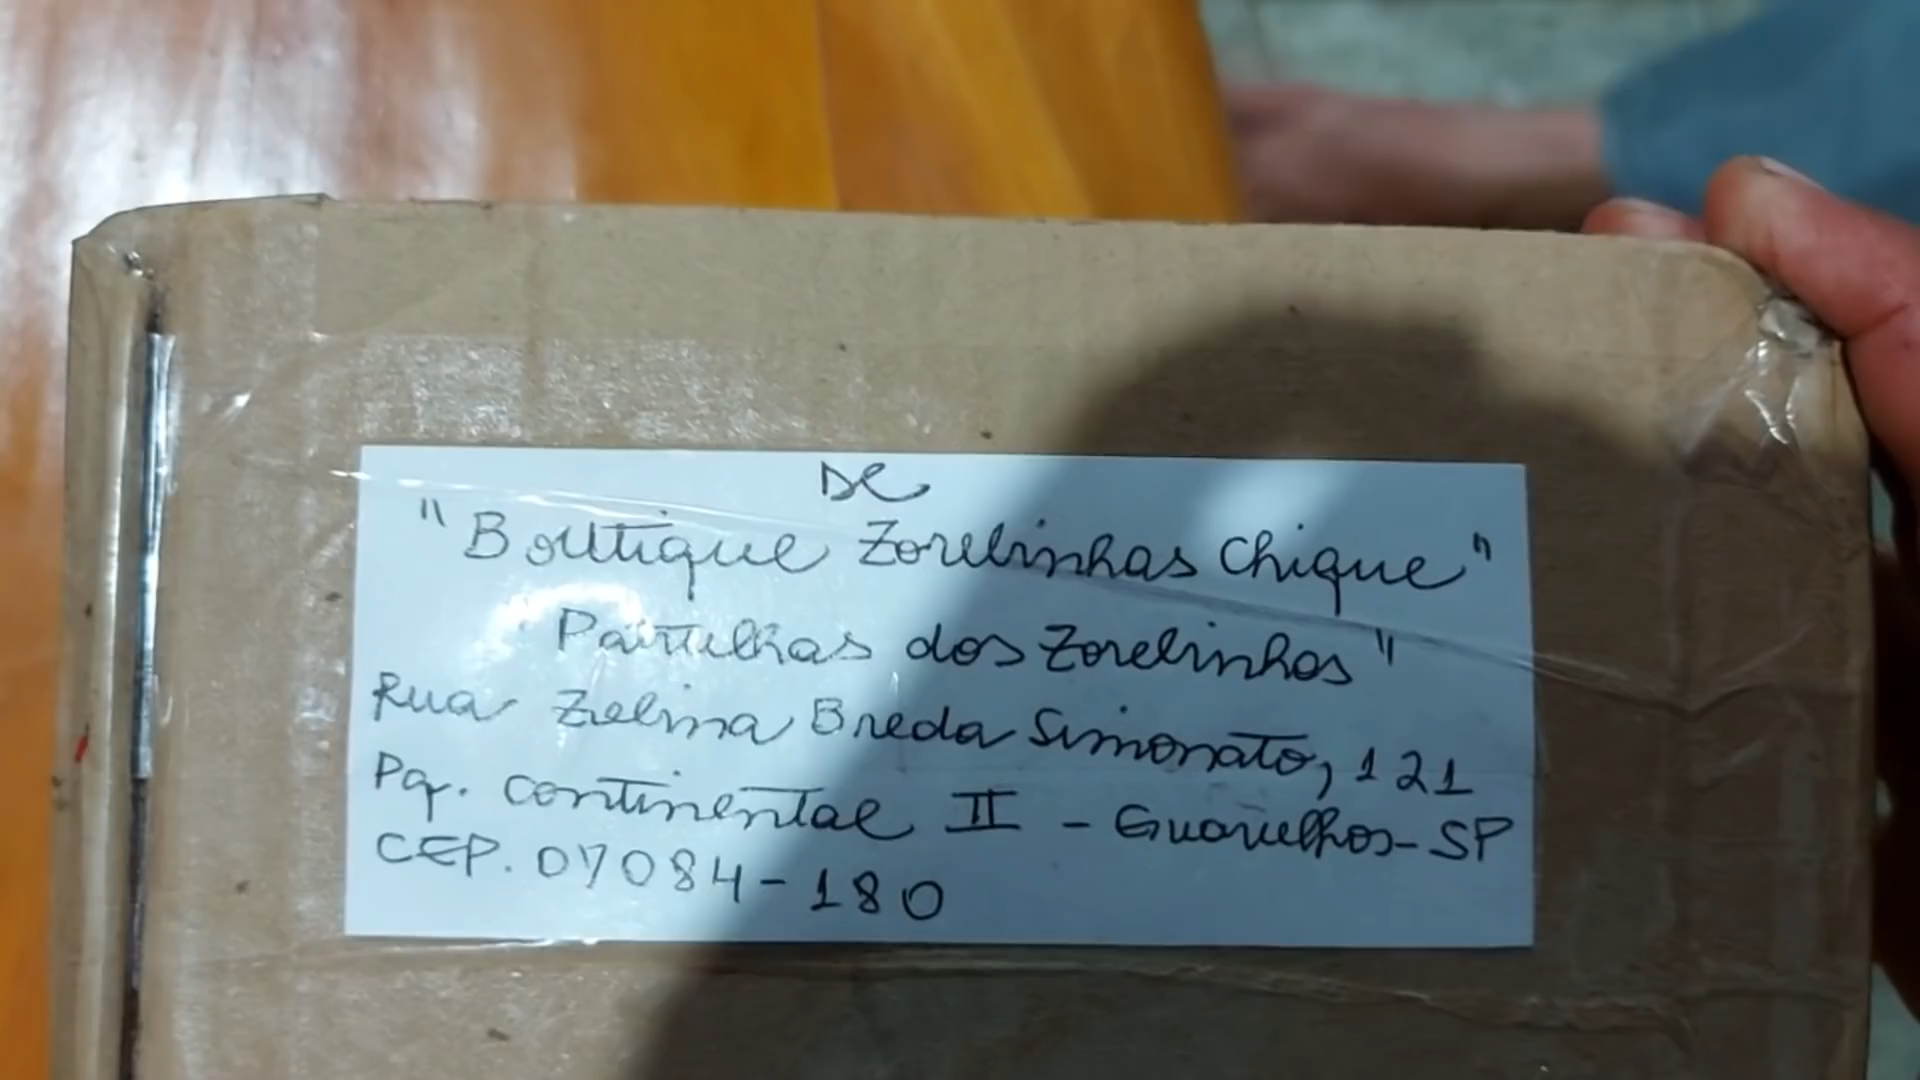 De
"Boutique Zorelinhas Chique"
"Partilhas dos Zorelinhos"
Rua Zelina Breda Simonato, 121
Pq. Continental II - Guarulhos-SP
CEP. 07084-180